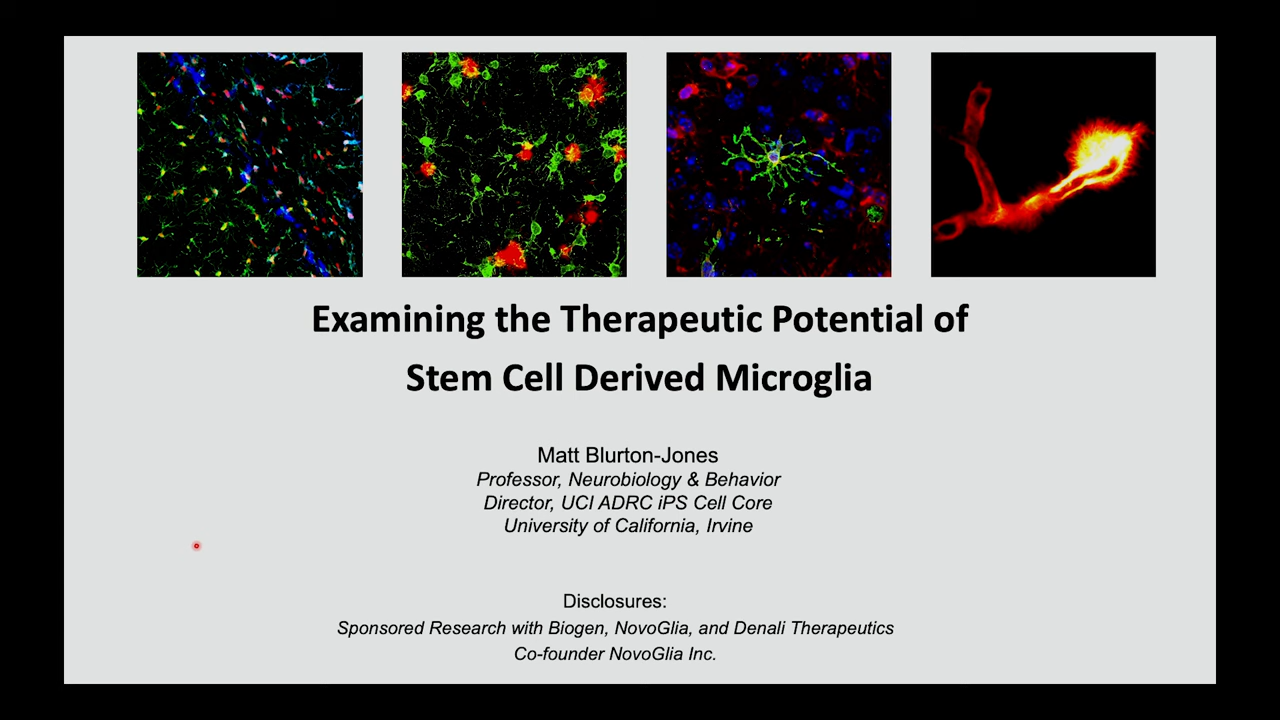 Examining the Therapeutic Potential of
Stem Cell Derived Microglia
Matt Blurton-Jones
Professor, Neurobiology & Behavior
Director, UCI ADRC iPS Cell Core
University of California, Irvine
Disclosures:
Sponsored Research with Biogen, NovoGlia, and Denali Therapeutics
Co-founder NovoGlia Inc.